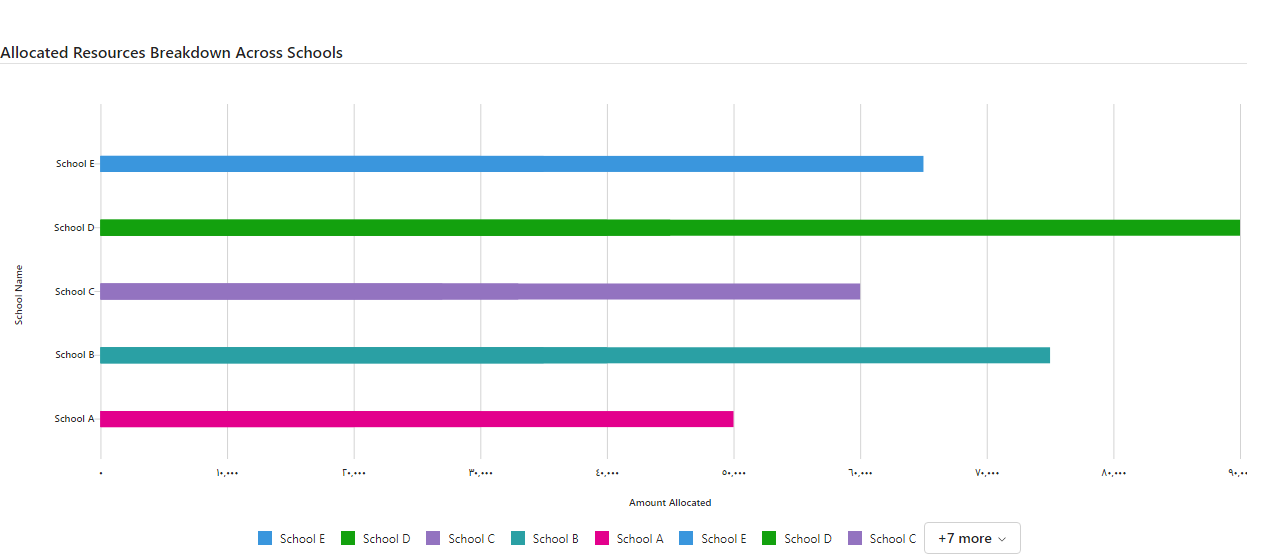 Allocated Resources Breakdown Across Schools
School E
School D
School C
School B
School A
School Name
٠ ١٠,٠٠٠ ٢٠,٠٠٠ ٣٠,٠٠٠ ٤٠,٠٠٠ ٥٠,٠٠٠ ٦٠,٠٠٠ ٧٠,٠٠٠ ٨٠,٠٠٠ ٩٠,٠٠
Amount Allocated
School E School D School C School B School A School E School D School C +7 more